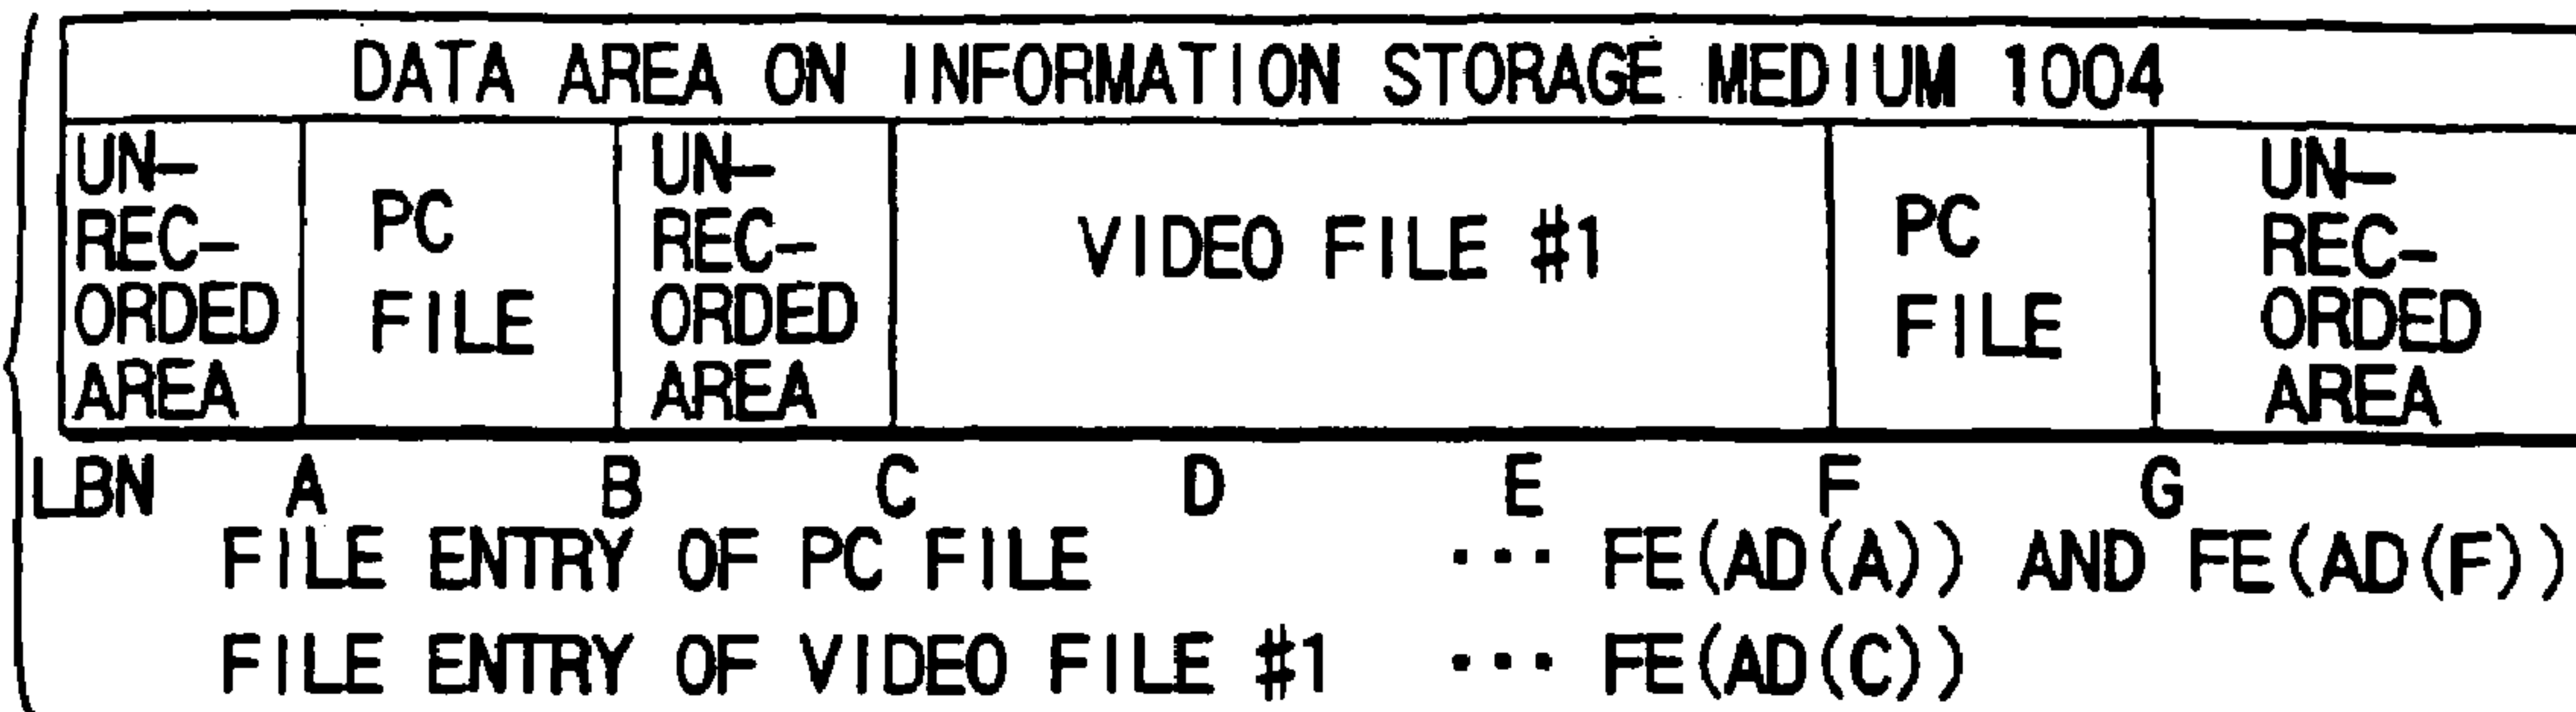 DATA AREA ON INFORMATION STORAGE MEDIUM 1004
UN-
REC-
ORDED
AREA
PC
FILE
UN-
REC-
ORDED
AREA
VIDEO FILE #1
PC
FILE
UN-
REC-
ORDED
AREA
LBN A B C D E F G
FILE ENTRY OF PC FILE ··· FE(AD(A)) AND FE(AD(F))
FILE ENTRY OF VIDEO FILE #1 ··· FE(AD(C))